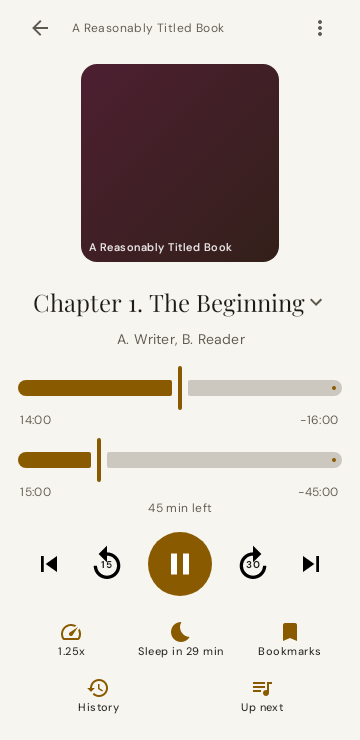 A Reasonably Titled Book
A Reasonably Titled Book
Chapter 1. The Beginning
A. Writer, B. Reader
14:00 -16:00
15:00 -45:00
45 min left
15 30
1.25x Sleep in 29 min Bookmarks
History Up next